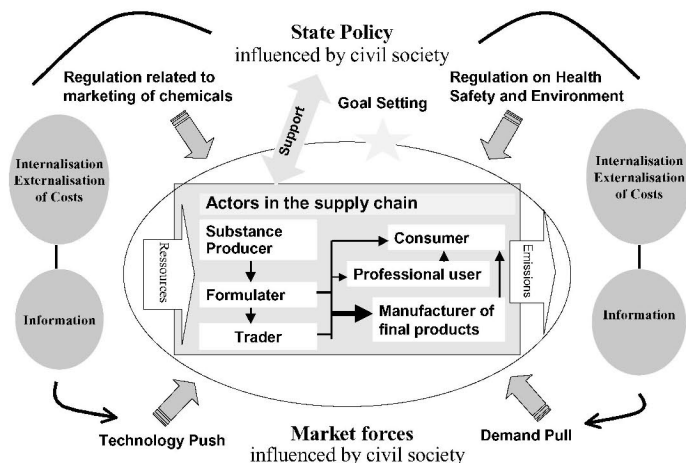 State Policy
influenced by civil society
Regulation related to
marketing of chemicals
Regulation on Health
Safety and Environment
Goal Setting
Support
Internalisation
Externalisation
of Costs
Internalisation
Externalisation
of Costs
Actors in the supply chain
Substance
Producer
Consumer
Ressources
Emissions
Professional user
Formulater
Manufacturer of
final products
Trader
Information
Information
Technology Push
Demand Pull
Market forces
influenced by civil society